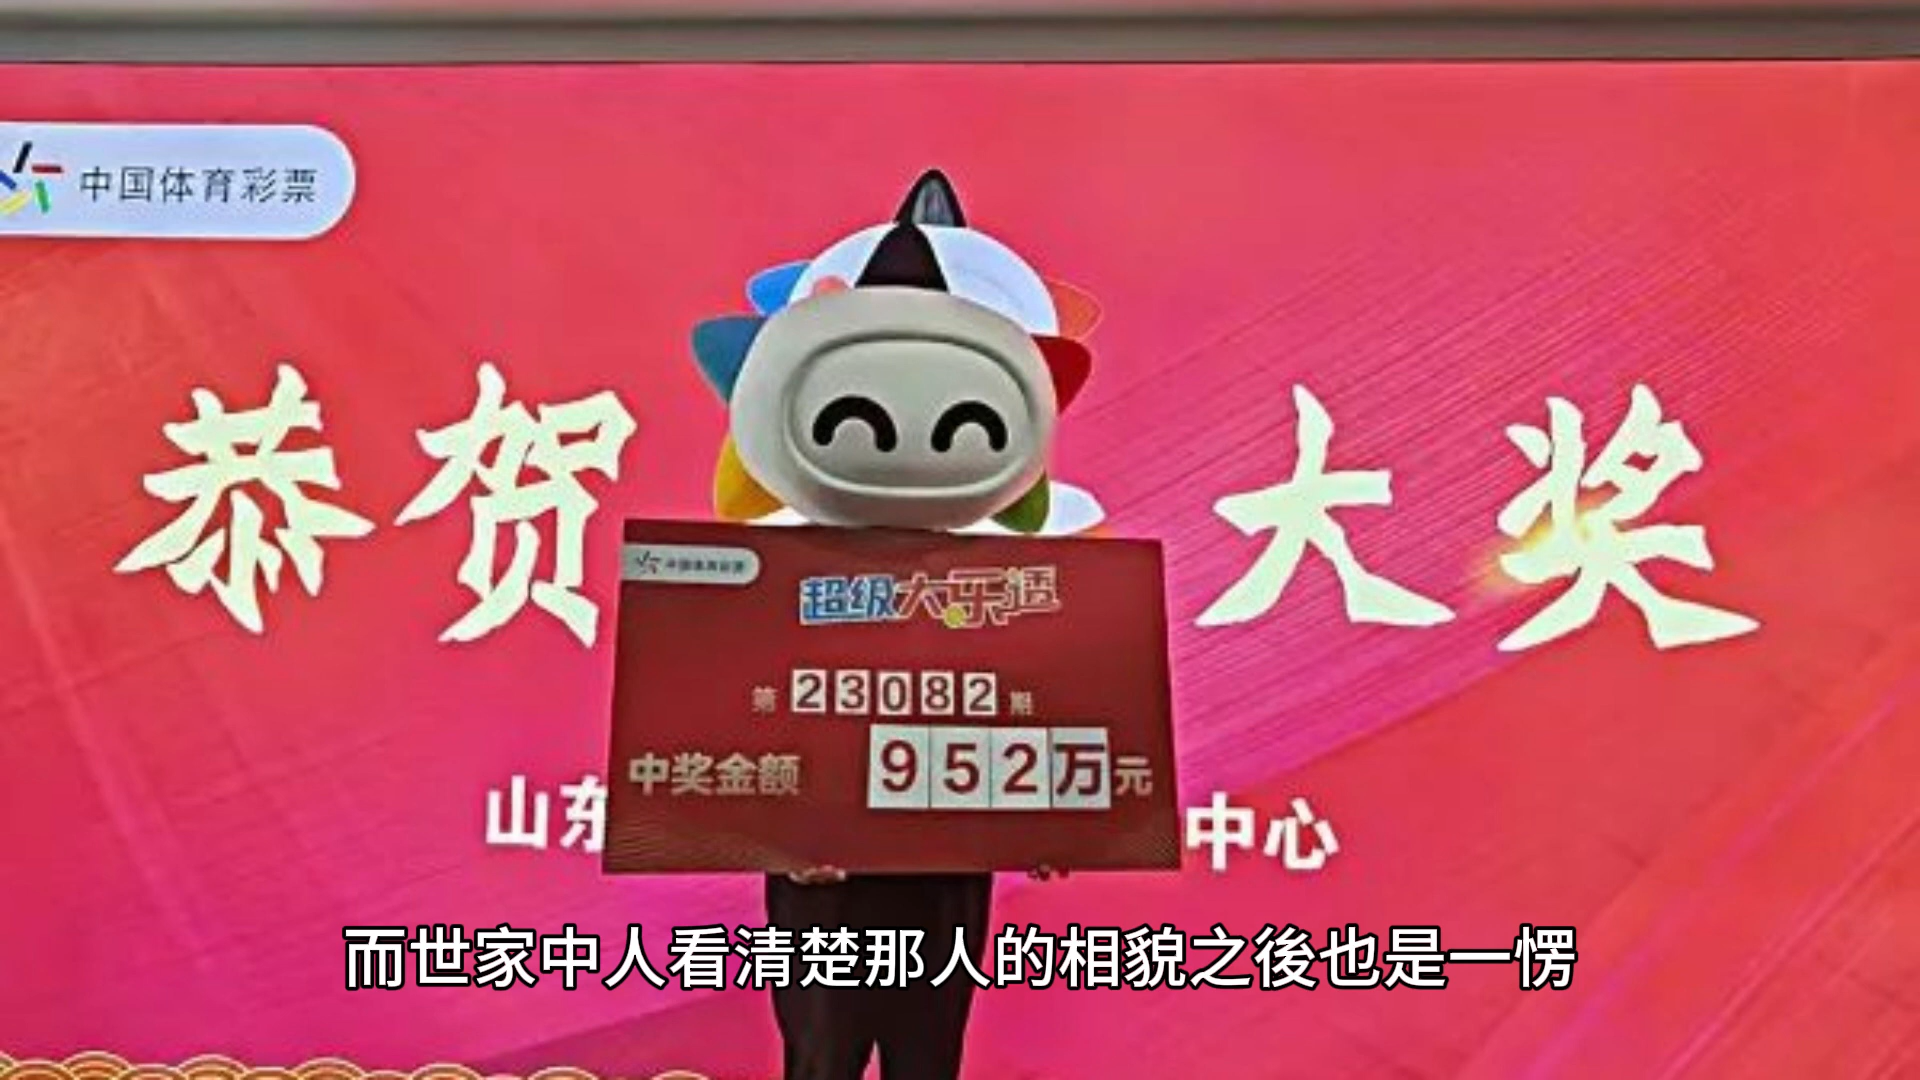 中国体育彩票
恭贺 大奖
中国体育彩票
超级大乐透
第23082期
中奖金额 952万元
山东 中心
而世家中人看清楚那人的相貌之後也是一愣